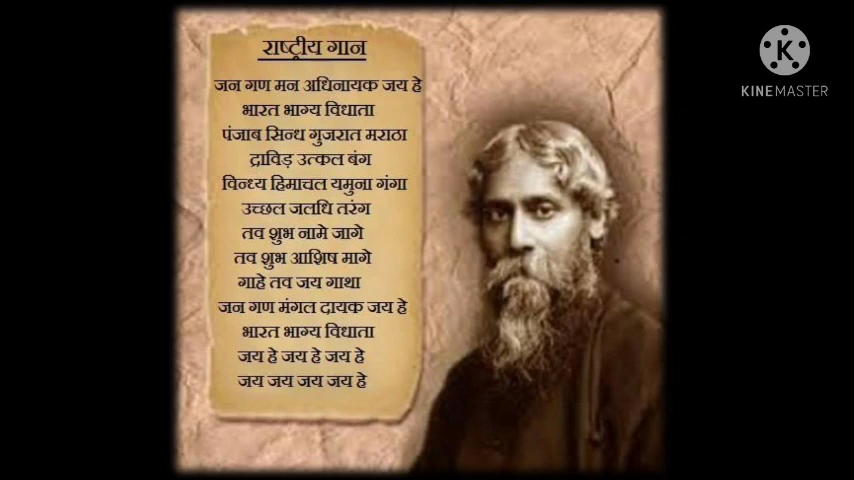 राष्ट्रीय गान
जन गण मन अधिनायक जय हे
भारत भाग्य विधाता
पंजाब सिन्ध गुजरात मराठा
द्राविड़ उत्कल बंग
विन्ध्य हिमाचल यमुना गंगा
उच्छल जलधि तरंग
तव शुभ नामे जागे
तव शुभ आशिष मागे
गाहे तव जय गाथा
जन गण मंगल दायक जय हे
भारत भाग्य विधाता
जय हे जय हे जय हे
जय जय जय जय हे
K
KINEMASTER